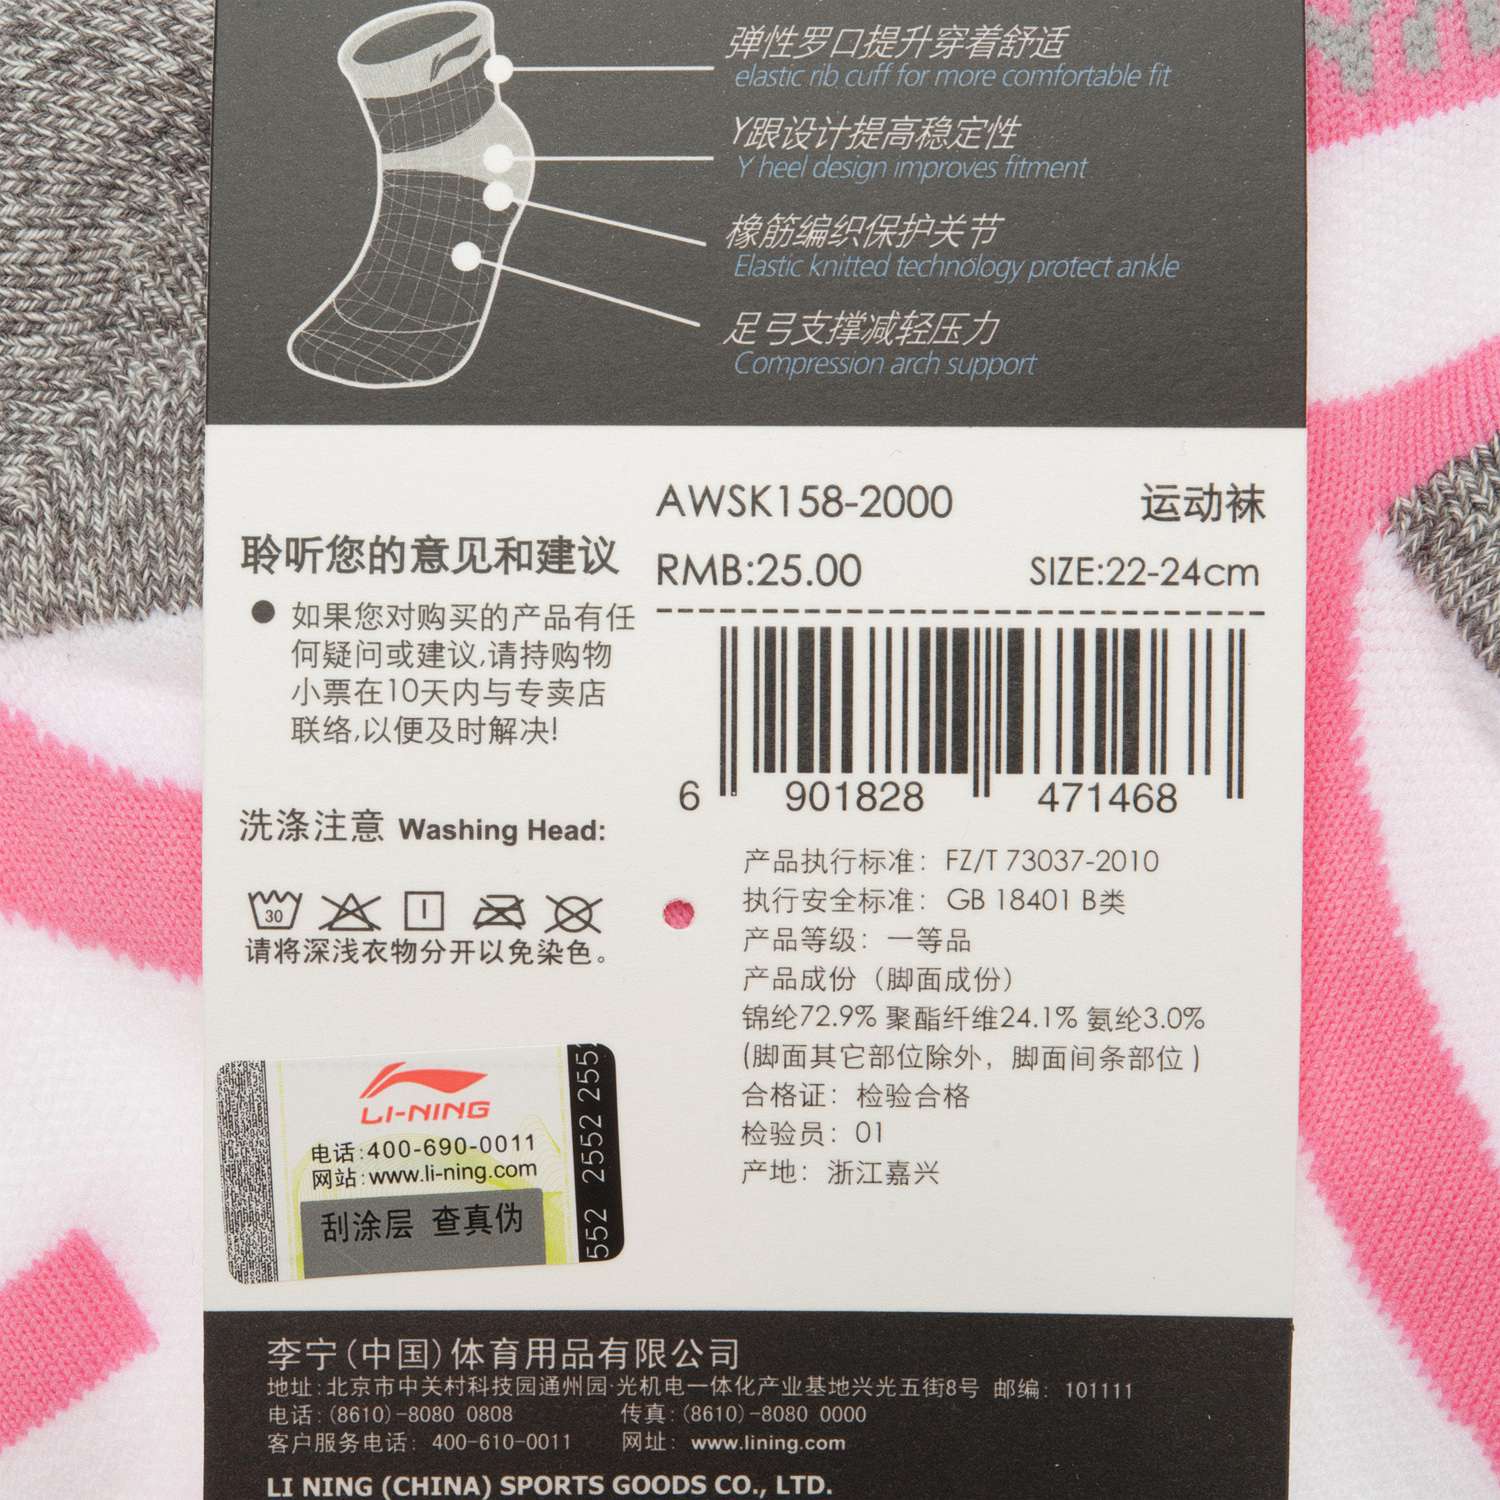 弹性罗口提升穿着舒适
elastic rib cuff for more comfortable fit
Y跟设计提高稳定性
Y heel design improves fitment
橡筋编织保护关节
Elastic knitted technology protect ankle
足弓支撑减轻压力
Compression arch support
AWSK158-2000 运动袜
RMB:25.00 SIZE:22-24cm
聆听您的意见和建议
● 如果您对购买的产品有任
何疑问或建议,请持购物
小票在10天内与专卖店
联络,以便及时解决!
6 901828 471468
洗涤注意 Washing Head:
30
请将深浅衣物分开以免染色。
产品执行标准: FZ/T 73037-2010
执行安全标准: GB 18401 B类
产品等级: 一等品
产品成份 (脚面成份)
锦纶72.9% 聚酯纤维24.1% 氨纶3.0%
(脚面其它部位除外, 脚面间条部位 )
合格证: 检验合格
检验员: 01
产地: 浙江嘉兴
LI-NING
电话:400-690-0011
网站:www.li-ning.com
刮涂层 查真伪
552 2552 2552
李宁(中国)体育用品有限公司
地址:北京市中关村科技园通州园·光机电一体化产业基地兴光五街8号 邮编: 101111
电话:(8610)-8080 0808 传真:(8610)-8080 0000
客户服务电话: 400-610-0011 网址: www.lining.com
LI NING (CHINA) SPORTS GOODS CO., LTD.